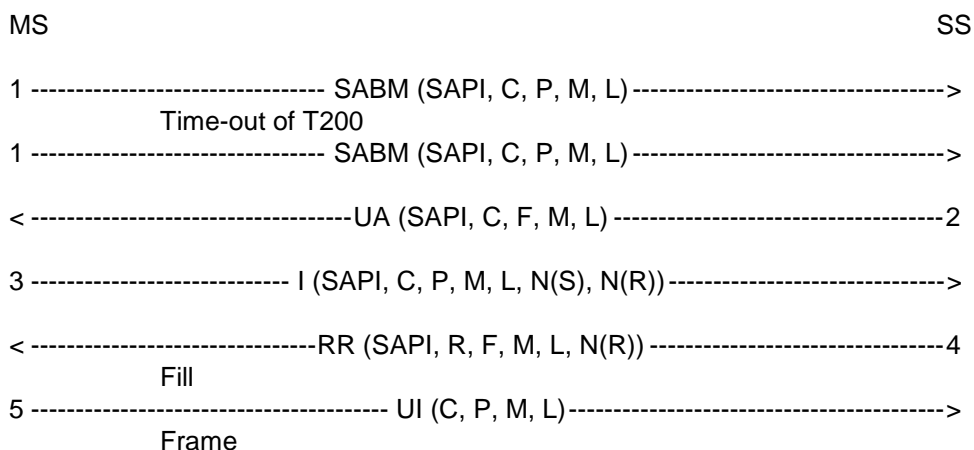 MS SS
1 --------------------------------- SABM (SAPI, C, P, M, L) ----------------------------------->
Time-out of T200
1 --------------------------------- SABM (SAPI, C, P, M, L) ----------------------------------->
< ------------------------------------UA (SAPI, C, F, M, L) -------------------------------------2
3 ----------------------------- I (SAPI, C, P, M, L, N(S), N(R)) ------------------------------->
< --------------------------------RR (SAPI, R, F, M, L, N(R)) ---------------------------------4
Fill
5 ---------------------------------------- UI (C, P, M, L)------------------------------------------>
Frame